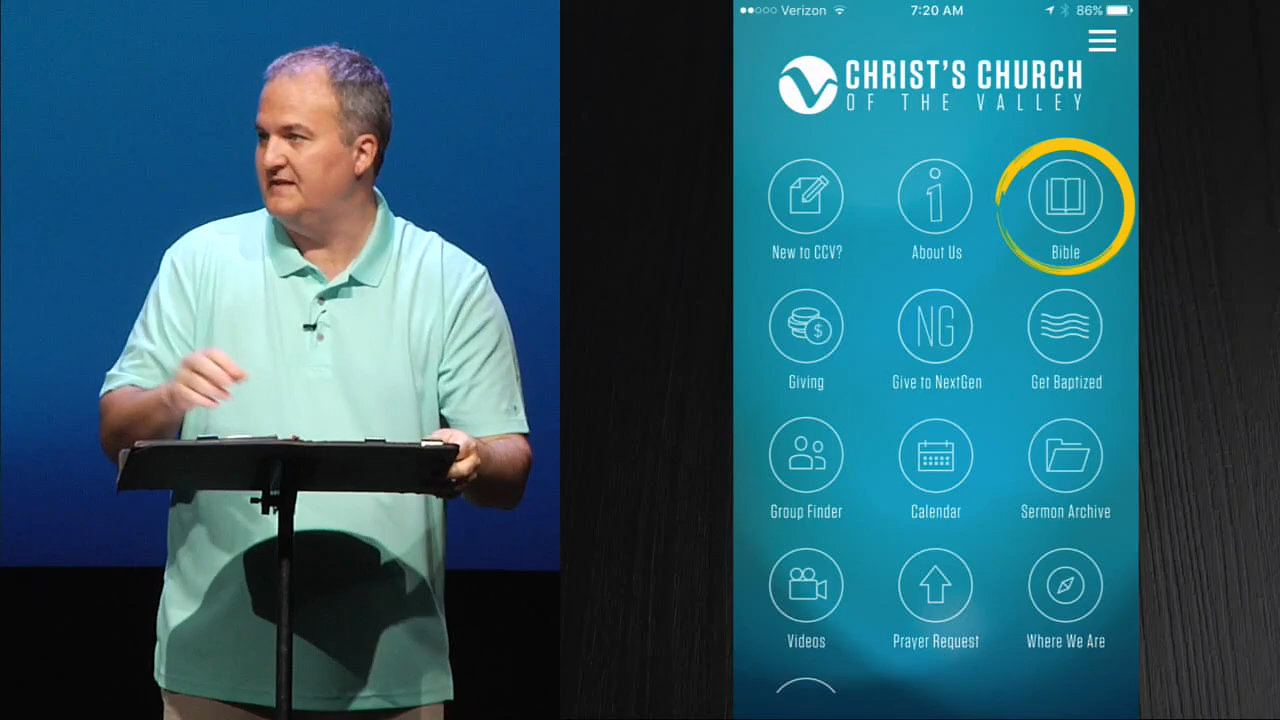 Verizon 7:20 AM 86%
CHRIST'S CHURCH
OF THE VALLEY
New to CCV? About Us Bible
$ NG
Giving Give to NextGen Get Baptized
Group Finder Calendar Sermon Archive
Videos Prayer Request Where We Are